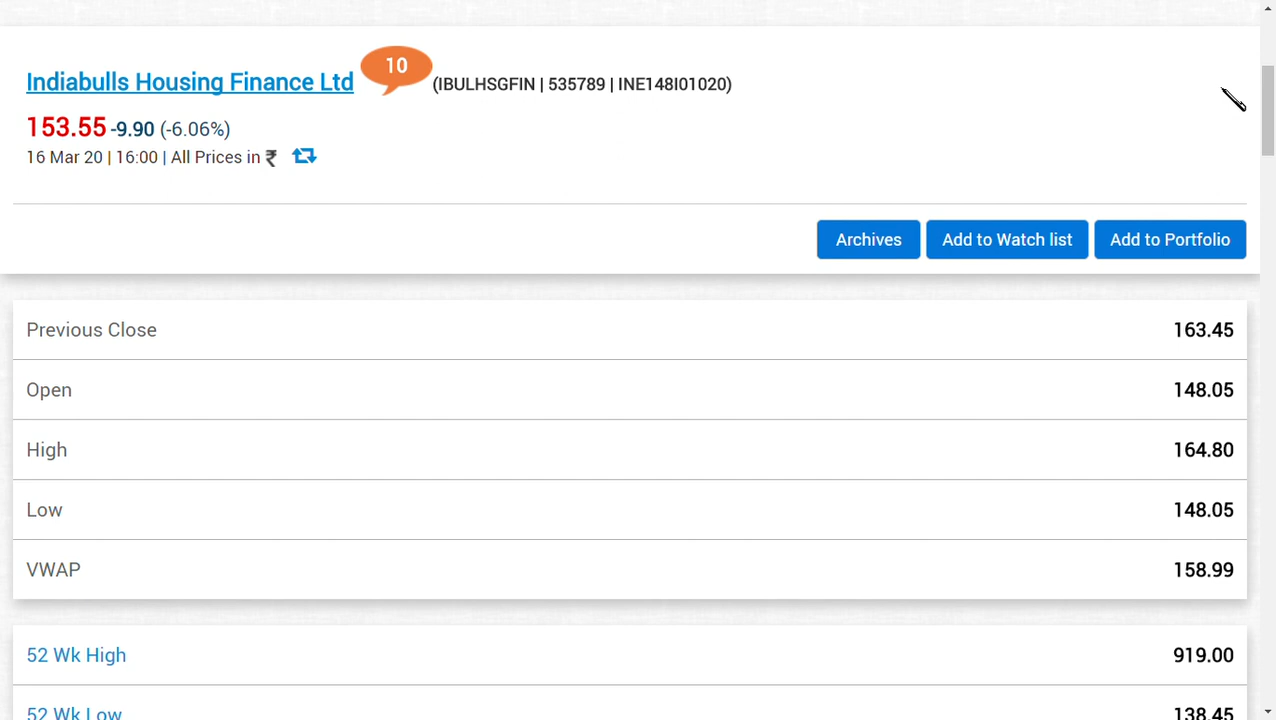 Indiabulls Housing Finance Ltd 10 (IBULHSGFIN | 535789 | INE148I01020)
153.55 -9.90 (-6.06%)
16 Mar 20 | 16:00 | All Prices in ₹
Archives Add to Watch list Add to Portfolio
Previous Close 163.45
Open 148.05
High 164.80
Low 148.05
VWAP 158.99
52 Wk High 919.00
52 Wk Low 138.45